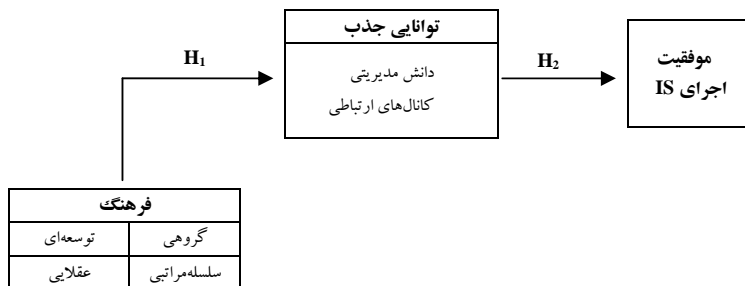 توانایی جذب
دانش مدیریتی
کانال‌های ارتباطی
H₁
H₂
موفقیت
اجرای IS
فرهنگ
گروهی
توسعه‌ای
سلسله‌مراتبی
عقلایی